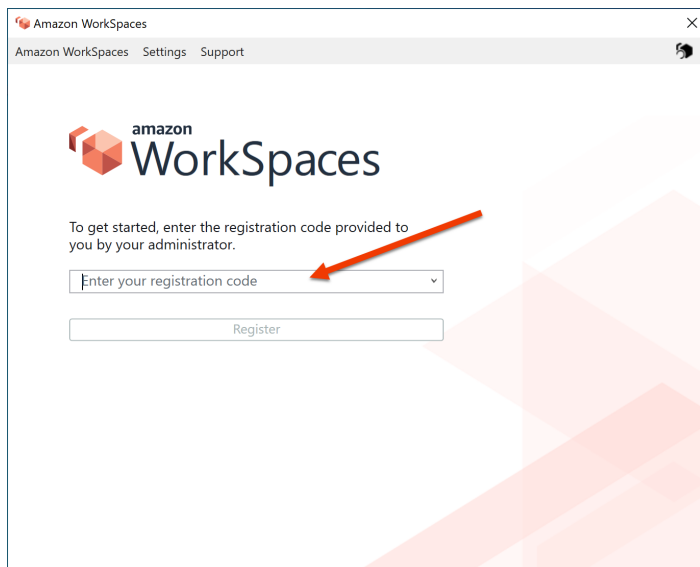 Amazon WorkSpaces
Amazon WorkSpaces Settings Support
amazon
WorkSpaces
To get started, enter the registration code provided to
you by your administrator.
Enter your registration code
Register